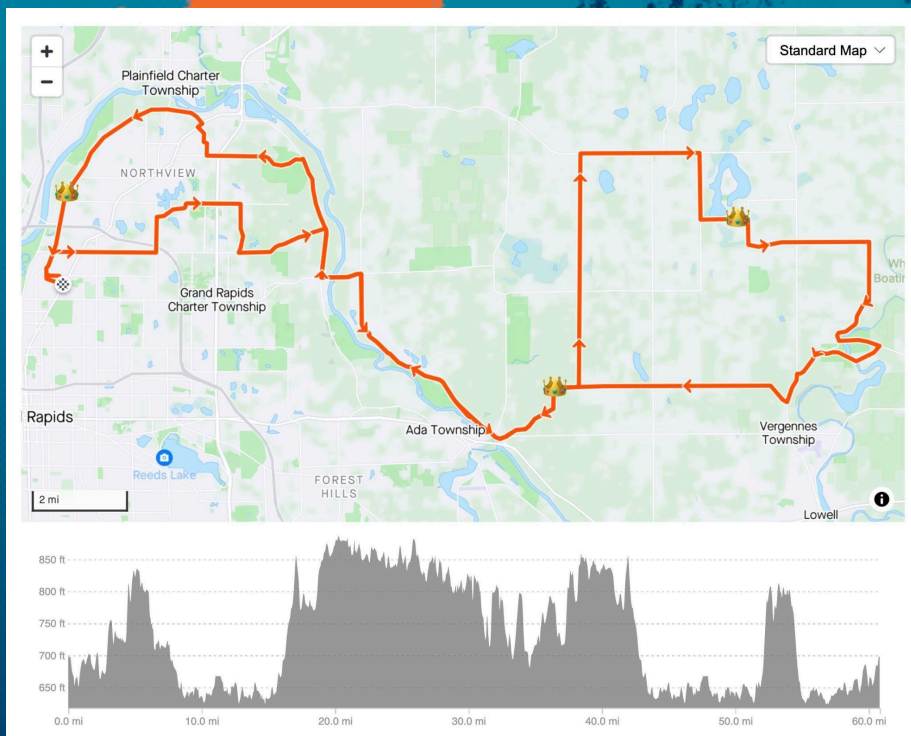 +
Standard Map
−
Plainfield Charter
Township
NORTHVIEW
Grand Rapids
Charter Township
Wh
Boatin
Rapids
Ada Township
Vergennes
Township
Reeds Lake
FOREST
HILLS
2 mi
Lowell
850 ft
800 ft
750 ft
700 ft
650 ft
0.0 mi
10.0 mi
20.0 mi
30.0 mi
40.0 mi
50.0 mi
60.0 mi